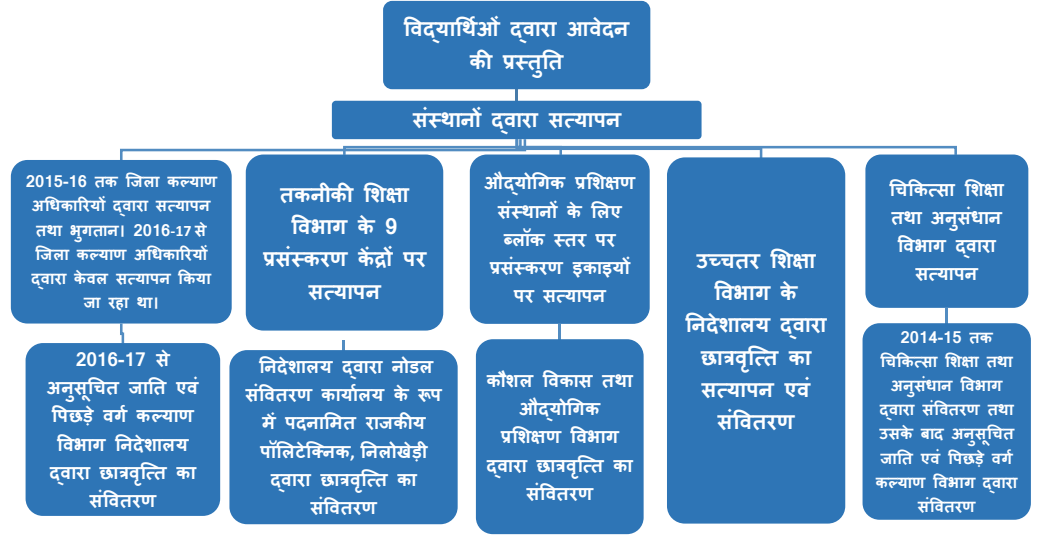 विद्यार्थिओं द्वारा आवेदन
की प्रस्तुति
संस्थानों द्वारा सत्यापन
2015-16 तक जिला कल्याण
अधिकारियों द्वारा सत्यापन
तथा भुगतान। 2016-17 से
जिला कल्याण अधिकारियों
द्वारा केवल सत्यापन किया
जा रहा था।
तकनीकी शिक्षा
विभाग के 9
प्रसंस्करण केंद्रों पर
सत्यापन
औद्योगिक प्रशिक्षण
संस्थानों के लिए
ब्लॉक स्तर पर
प्रसंस्करण इकाइयों
पर सत्यापन
उच्चतर शिक्षा
विभाग के
निदेशालय द्वारा
छात्रवृत्ति का
सत्यापन एवं
संवितरण
चिकित्सा शिक्षा
तथा अनुसंधान
विभाग द्वारा
सत्यापन
2016-17 से
अनुसूचित जाति एवं
पिछड़े वर्ग कल्याण
विभाग निदेशालय
द्वारा छात्रवृत्ति का
संवितरण
निदेशालय द्वारा नोडल
संवितरण कार्यालय के रूप
में पदनामित राजकीय
पॉलिटेक्निक, निलोखेड़ी
द्वारा छात्रवृत्ति का
संवितरण
कौशल विकास तथा
औद्योगिक
प्रशिक्षण विभाग
द्वारा छात्रवृत्ति का
संवितरण
2014-15 तक
चिकित्सा शिक्षा तथा
अनुसंधान विभाग
द्वारा संवितरण तथा
उसके बाद अनुसूचित
जाति एवं पिछड़े वर्ग
कल्याण विभाग द्वारा
संवितरण